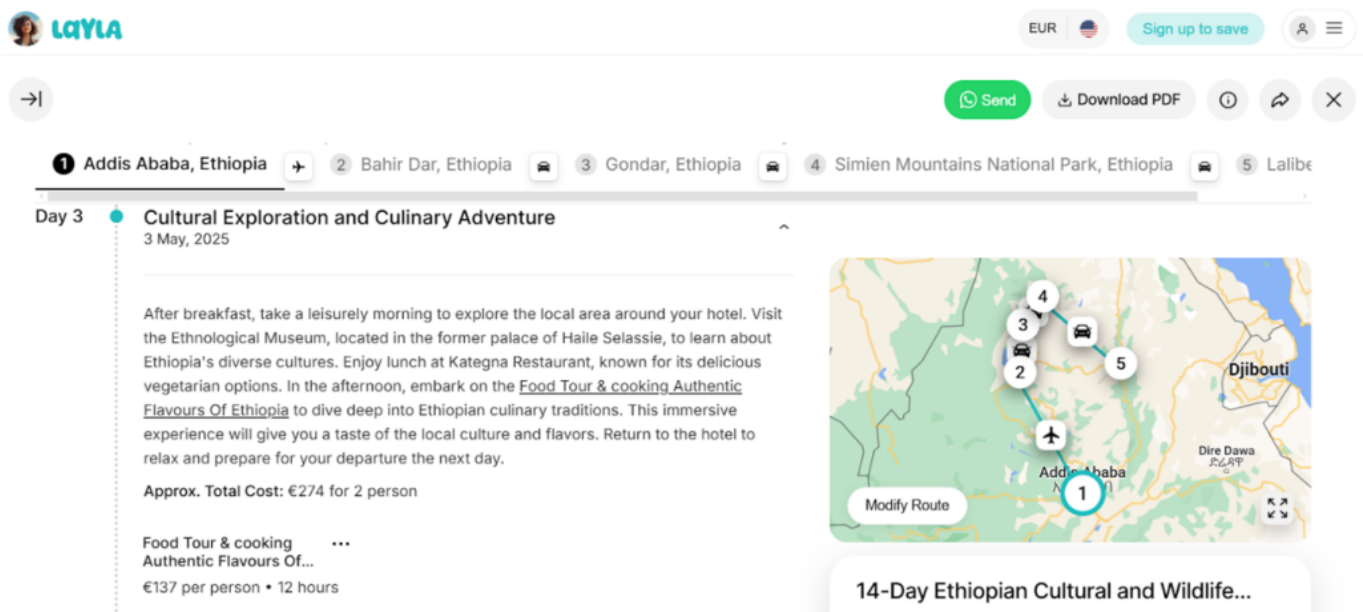 LaYLA
EUR
Sign up to save
Send
Download PDF
1 Addis Ababa, Ethiopia
2 Bahir Dar, Ethiopia
3 Gondar, Ethiopia
4 Simien Mountains National Park, Ethiopia
5 Lalibe
Day 3
Cultural Exploration and Culinary Adventure
3 May, 2025
After breakfast, take a leisurely morning to explore the local area around your hotel. Visit
the Ethnological Museum, located in the former palace of Haile Selassie, to learn about
Ethiopia's diverse cultures. Enjoy lunch at Kategna Restaurant, known for its delicious
vegetarian options. In the afternoon, embark on the Food Tour & cooking Authentic
Flavours Of Ethiopia to dive deep into Ethiopian culinary traditions. This immersive
experience will give you a taste of the local culture and flavors. Return to the hotel to
relax and prepare for your departure the next day.
Approx. Total Cost: €274 for 2 person
Food Tour & cooking
Authentic Flavours Of...
€137 per person • 12 hours
4
3
5
2
Djibouti
Dire Dawa
ድሬዳዋ
Addis Ababa
1
Modify Route
14-Day Ethiopian Cultural and Wildlife...